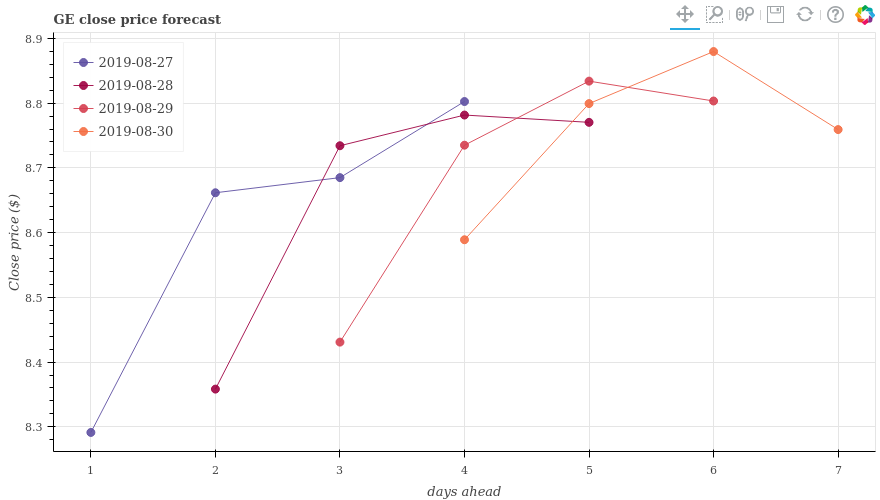 GE close price forecast
2019-08-27
2019-08-28
2019-08-29
2019-08-30
Close price ($)
8.9
8.8
8.7
8.6
8.5
8.4
8.3
1 2 3 4 5 6 7
days ahead